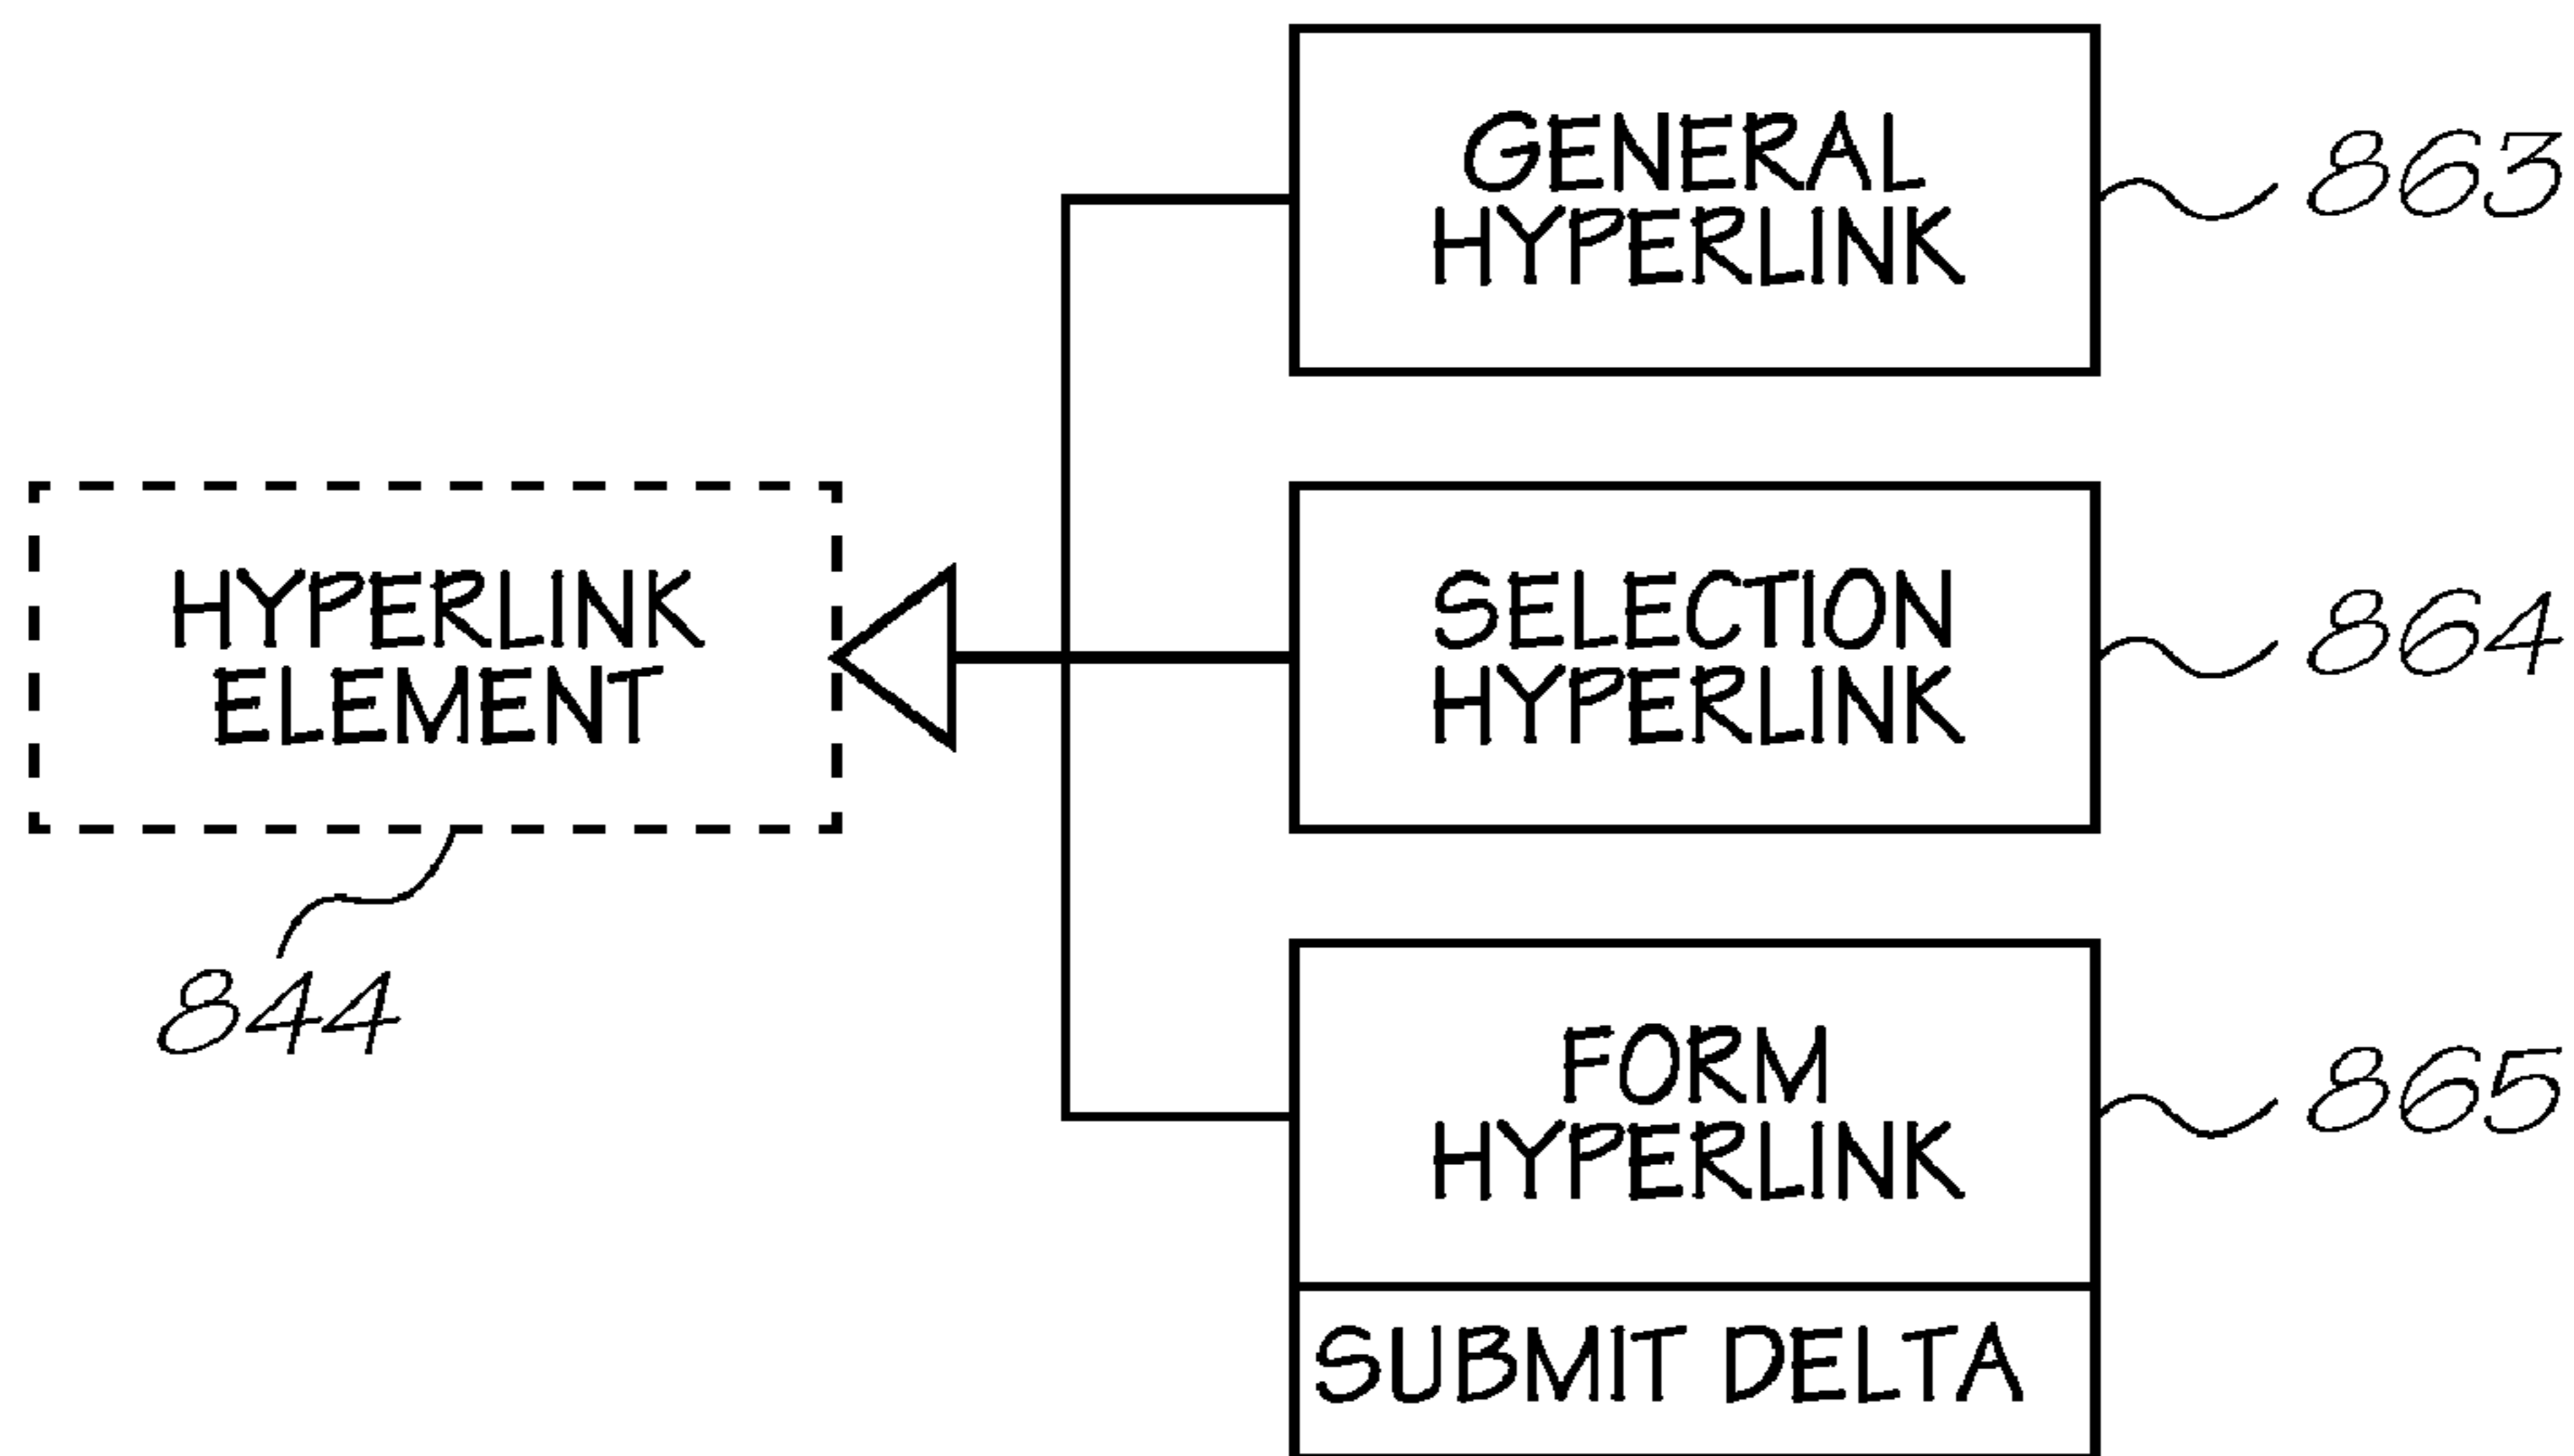 GENERAL
HYPERLINK
863
HYPERLINK
ELEMENT
844
SELECTION
HYPERLINK
864
FORM
HYPERLINK
865
SUBMIT DELTA